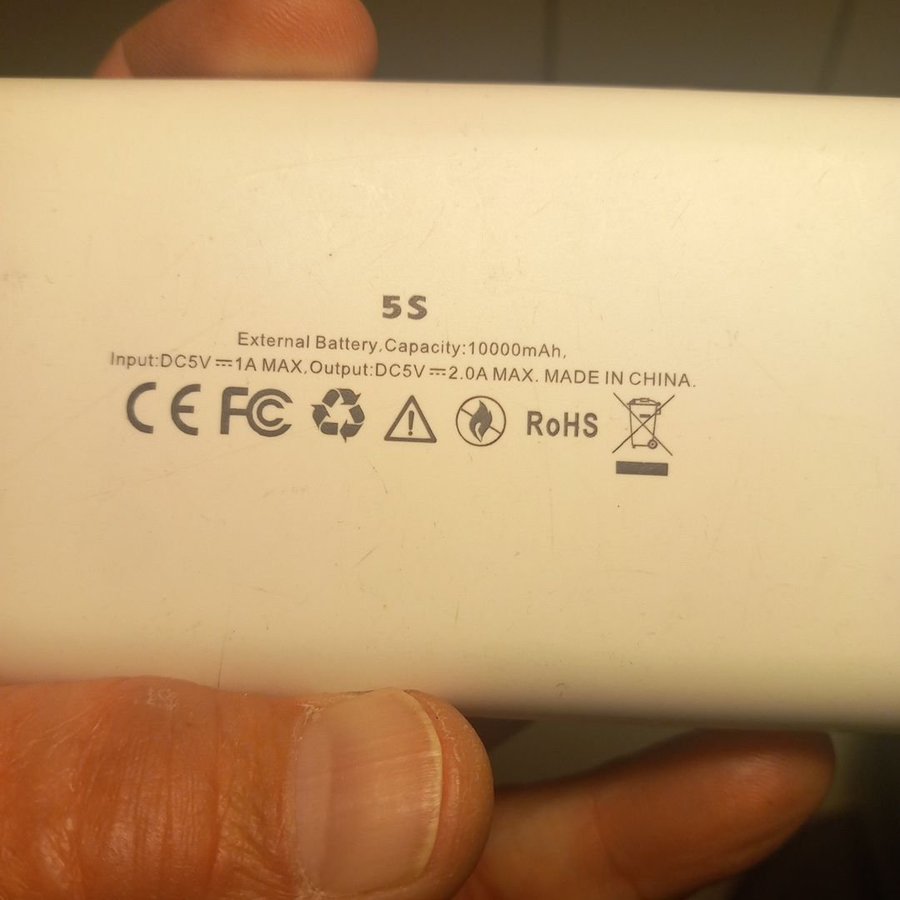 5S
External Battery,Capacity:10000mAh,
Input:DC5V⎓1A MAX,Output:DC5V⎓2.0A MAX. MADE IN CHINA.
CE FC RoHS